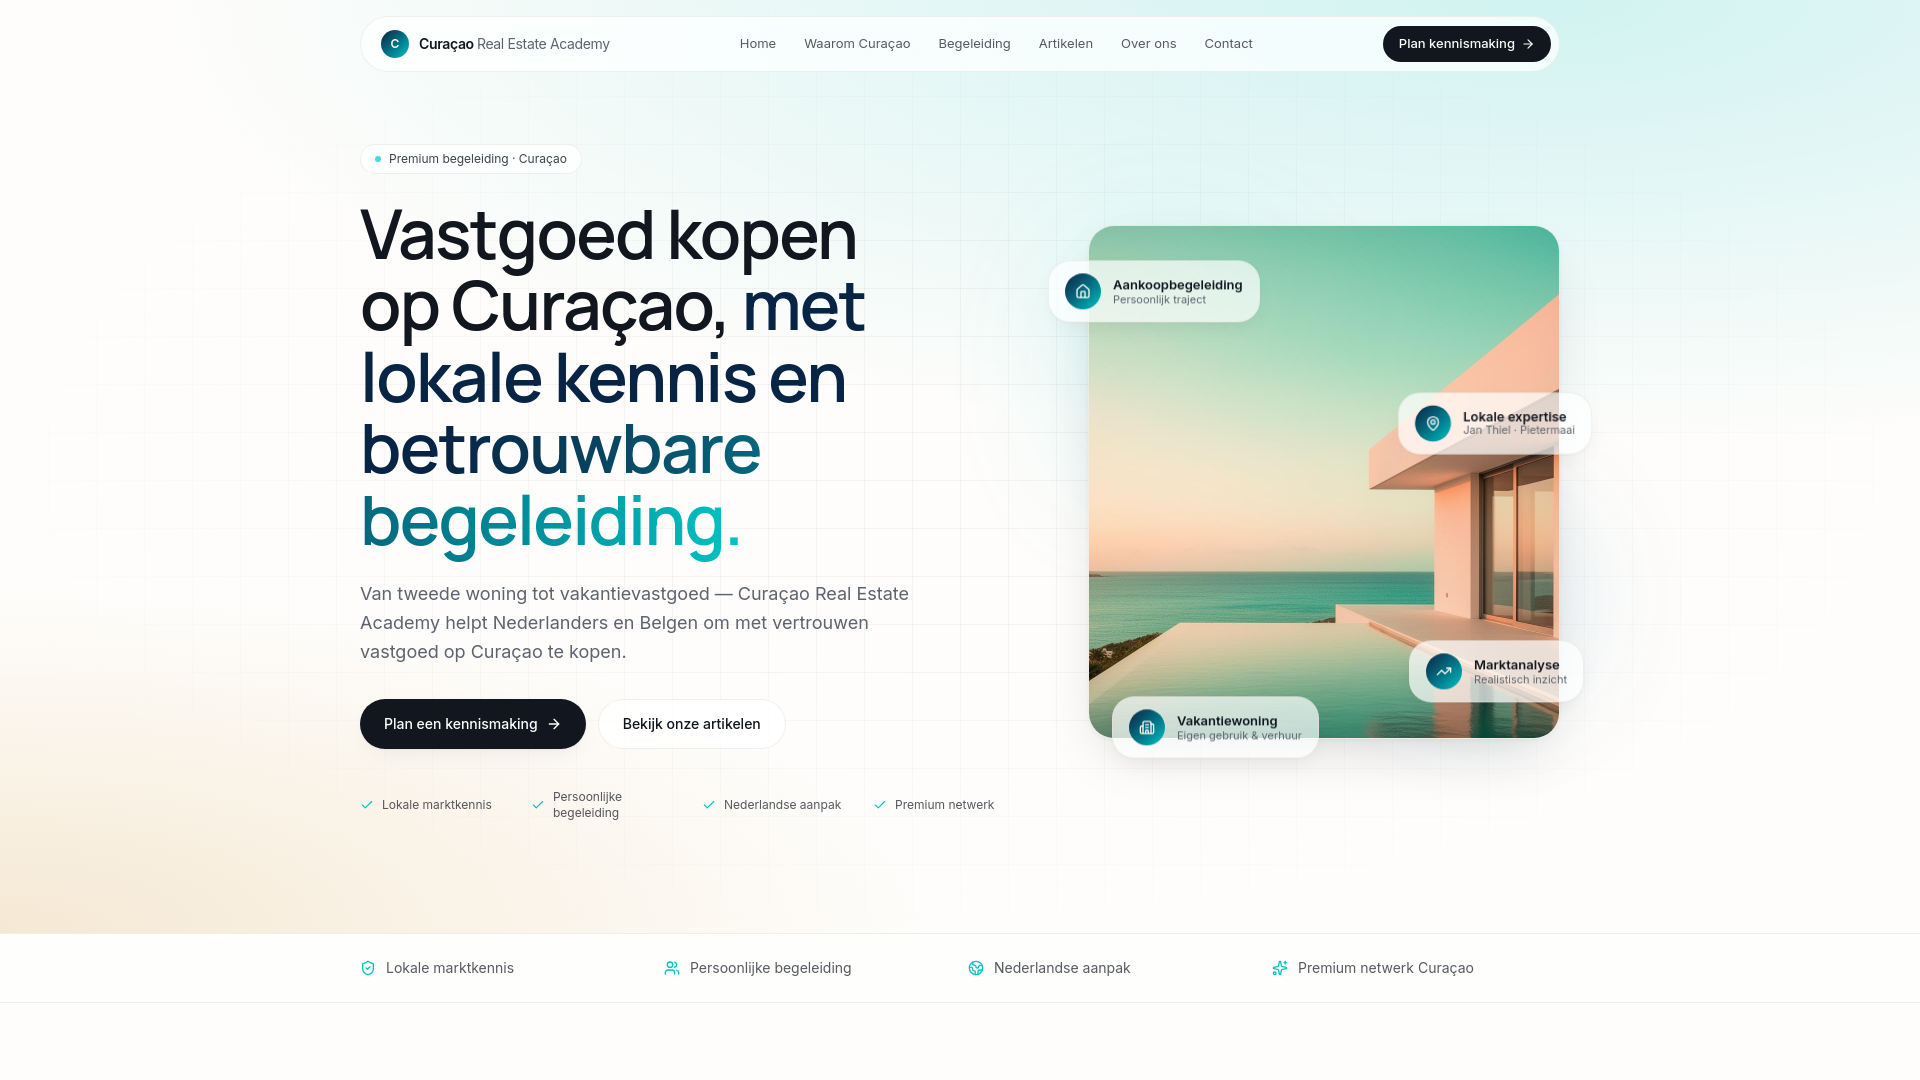 C
Curaçao Real Estate Academy
Home
Waarom Curaçao
Begeleiding
Artikelen
Over ons
Contact
Plan kennismaking
Premium begeleiding · Curaçao
Vastgoed kopen
op Curaçao, met
lokale kennis en
betrouwbare
begeleiding.
Van tweede woning tot vakantievastgoed — Curaçao Real Estate
Academy helpt Nederlanders en Belgen om met vertrouwen
vastgoed op Curaçao te kopen.
Plan een kennismaking
Bekijk onze artikelen
Lokale marktkennis
Persoonlijke
begeleiding
Nederlandse aanpak
Premium netwerk
Aankoopbegeleiding
Persoonlijk traject
Lokale expertise
Jan Thiel · Pietermaai
Marktanalyse
Realistisch inzicht
Vakantiewoning
Eigen gebruik & verhuur
Lokale marktkennis
Persoonlijke begeleiding
Nederlandse aanpak
Premium netwerk Curaçao